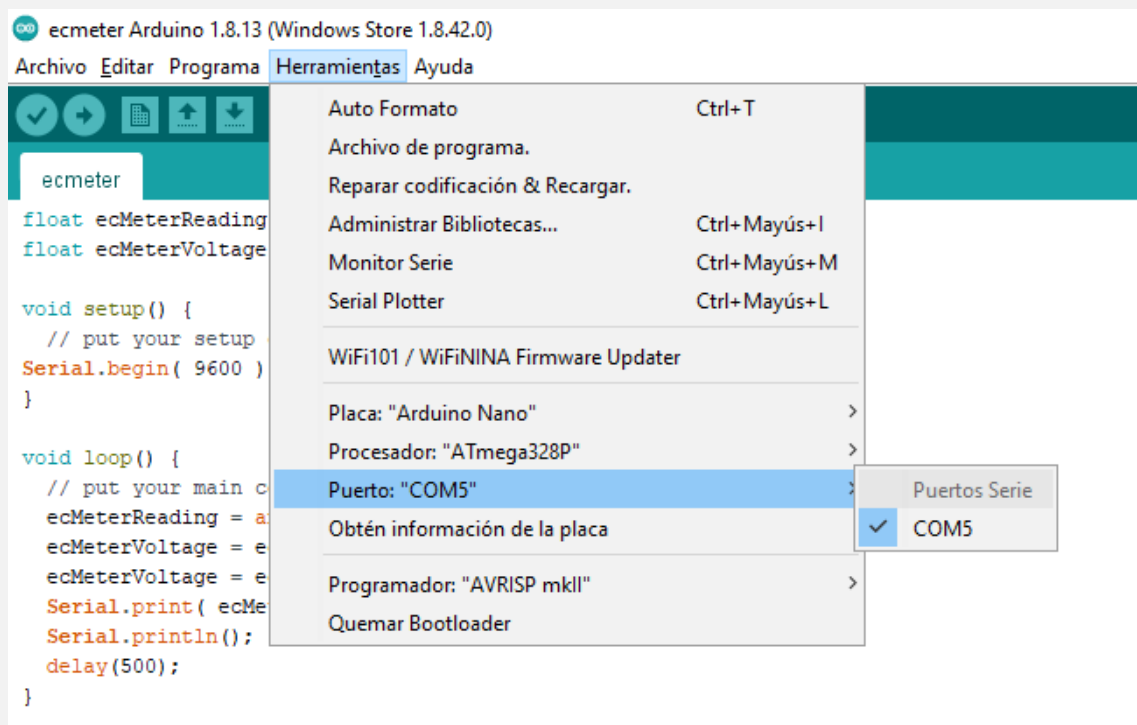 ecmeter Arduino 1.8.13 (Windows Store 1.8.42.0)
Archivo Editar Programa Herramientas Ayuda
ecmeter
float ecMeterReading
float ecMeterVoltage
void setup() {
// put your setup
Serial.begin( 9600 )
}
void loop() {
// put your main c
ecMeterReading = a
ecMeterVoltage = e
ecMeterVoltage = e
Serial.print( ecMe
Serial.println();
delay(500);
}
Auto Formato Ctrl+T
Archivo de programa.
Reparar codificación & Recargar.
Administrar Bibliotecas... Ctrl+Mayús+I
Monitor Serie Ctrl+Mayús+M
Serial Plotter Ctrl+Mayús+L
WiFi101 / WiFiNINA Firmware Updater
Placa: "Arduino Nano"
Procesador: "ATmega328P"
Puerto: "COM5"
Obtén información de la placa
Programador: "AVRISP mkII"
Quemar Bootloader
Puertos Serie
COM5